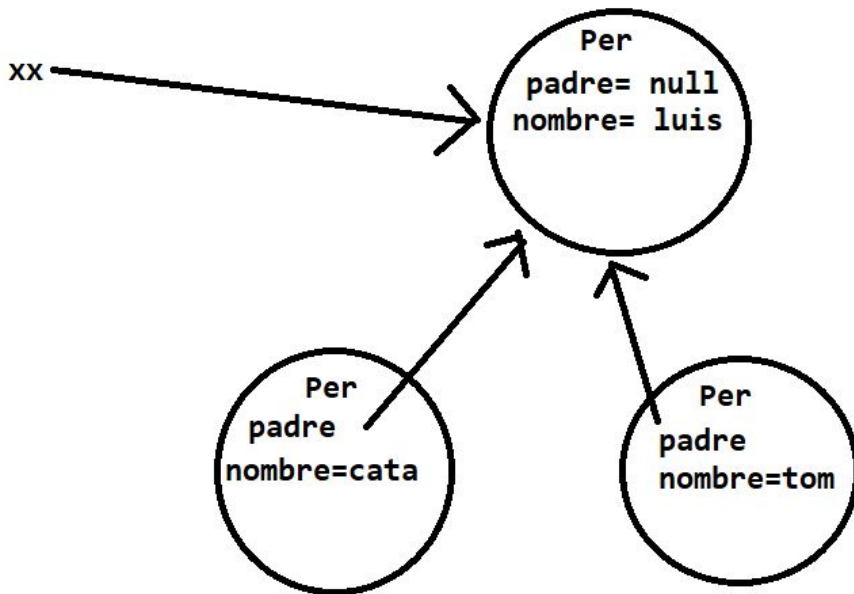 xx
Per
padre= null
nombre= luis
Per
padre
nombre=cata
Per
padre
nombre=tom